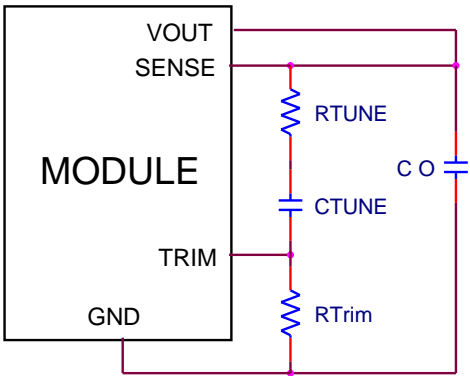 VOUT
SENSE
RTUNE
MODULE
C O
CTUNE
TRIM
GND
RTrim